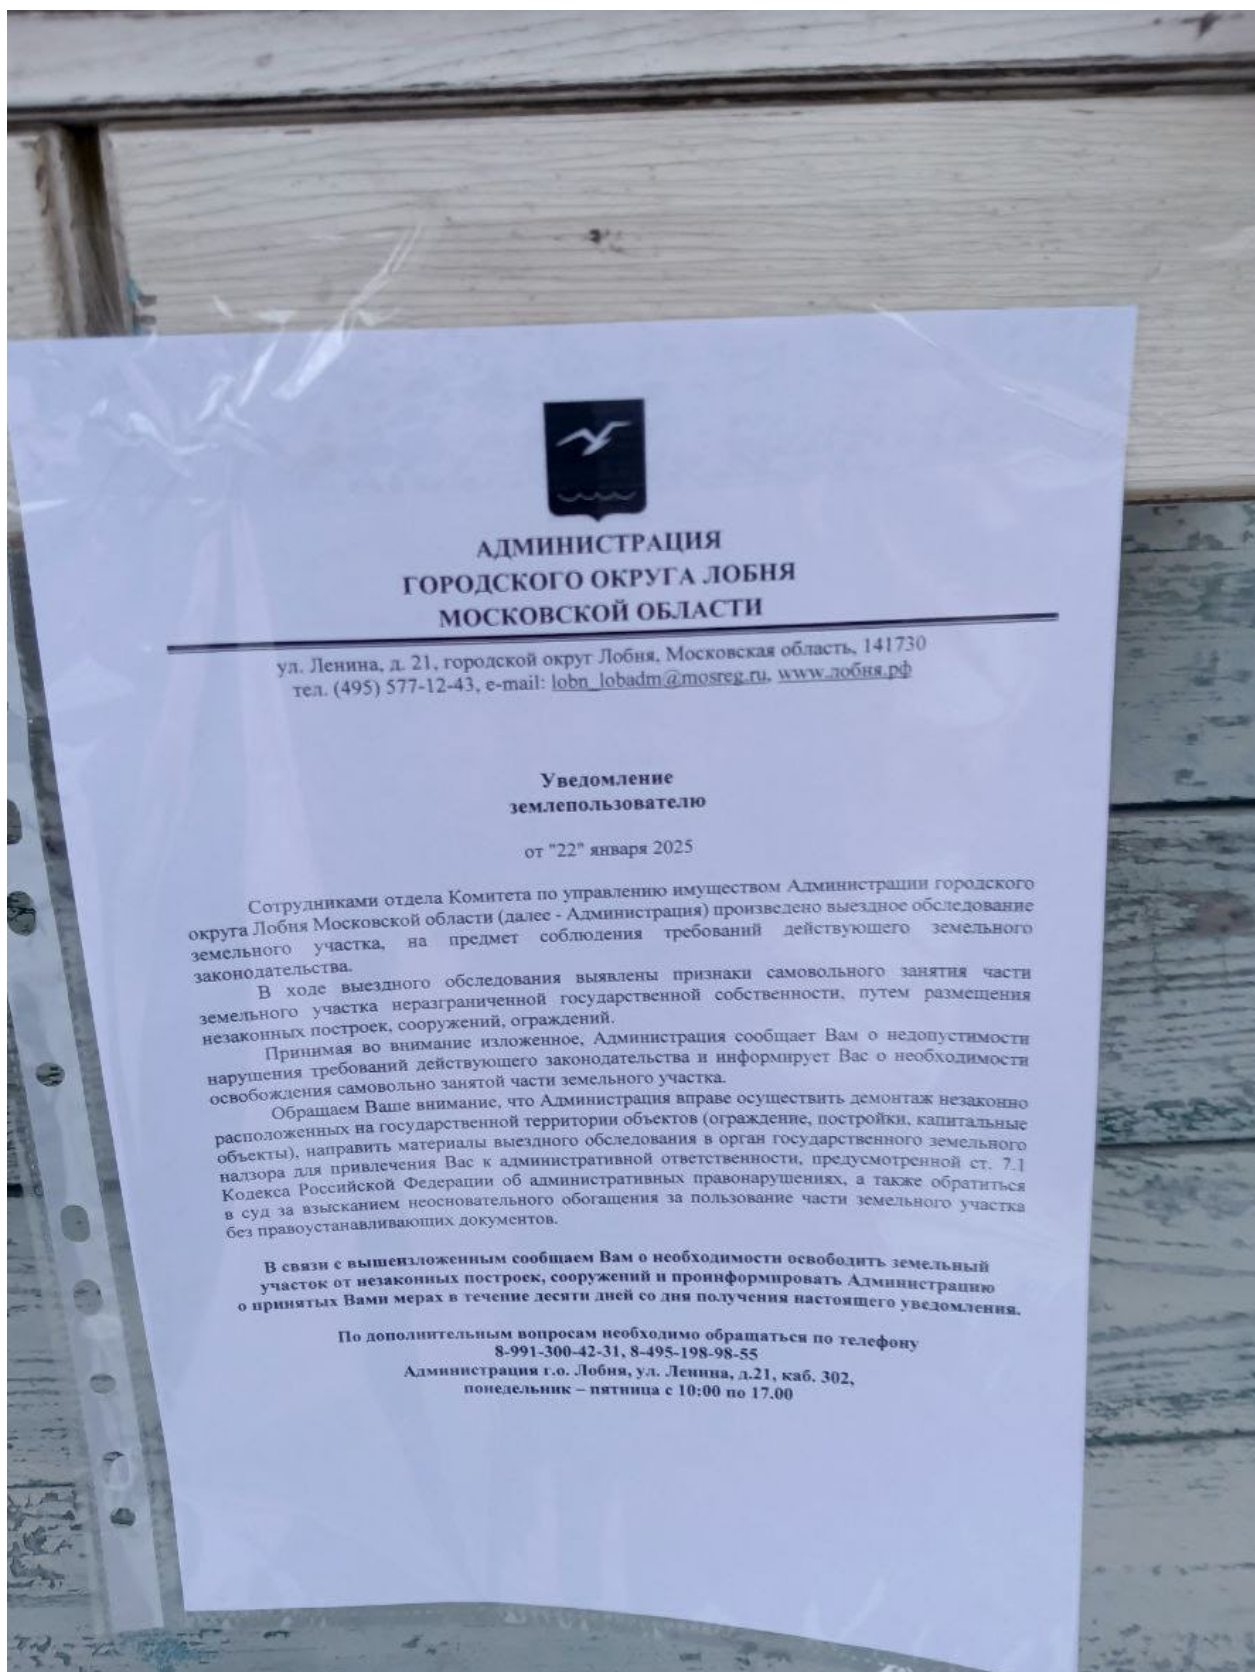 АДМИНИСТРАЦИЯ
ГОРОДСКОГО ОКРУГА ЛОБНЯ
МОСКОВСКОЙ ОБЛАСТИ
ул. Ленина, д. 21, городской округ Лобня, Московская область, 141730
тел. (495) 577-12-43, e-mail: lobn_lobadm@mosreg.ru, www.лобня.рф
Уведомление
землепользователю
от "22" января 2025
Сотрудниками отдела Комитета по управлению имуществом Администрации городского
округа Лобня Московской области (далее - Администрация) произведено выездное обследование
земельного участка, на предмет соблюдения требований действующего земельного
законодательства.
В ходе выездного обследования выявлены признаки самовольного занятия части
земельного участка неразграниченной государственной собственности, путем размещения
незаконных построек, сооружений, ограждений.
Принимая во внимание изложенное, Администрация сообщает Вам о недопустимости
нарушения требований действующего законодательства и информирует Вас о необходимости
освобождения самовольно занятой части земельного участка.
Обращаем Ваше внимание, что Администрация вправе осуществить демонтаж незаконно
расположенных на государственной территории объектов (ограждение, постройки, капитальные
объекты), направить материалы выездного обследования в орган государственного земельного
надзора для привлечения Вас к административной ответственности, предусмотренной ст. 7.1
Кодекса Российской Федерации об административных правонарушениях, а также обратиться
в суд за взысканием неосновательного обогащения за пользование части земельного участка
без правоустанавливающих документов.
В связи с вышеизложенным сообщаем Вам о необходимости освободить земельный
участок от незаконных построек, сооружений и проинформировать Администрацию
о принятых Вами мерах в течение десяти дней со дня получения настоящего уведомления.
По дополнительным вопросам необходимо обращаться по телефону
8-991-300-42-31, 8-495-198-98-55
Администрация г.о. Лобня, ул. Ленина, д.21, каб. 302,
понедельник – пятница с 10:00 по 17.00